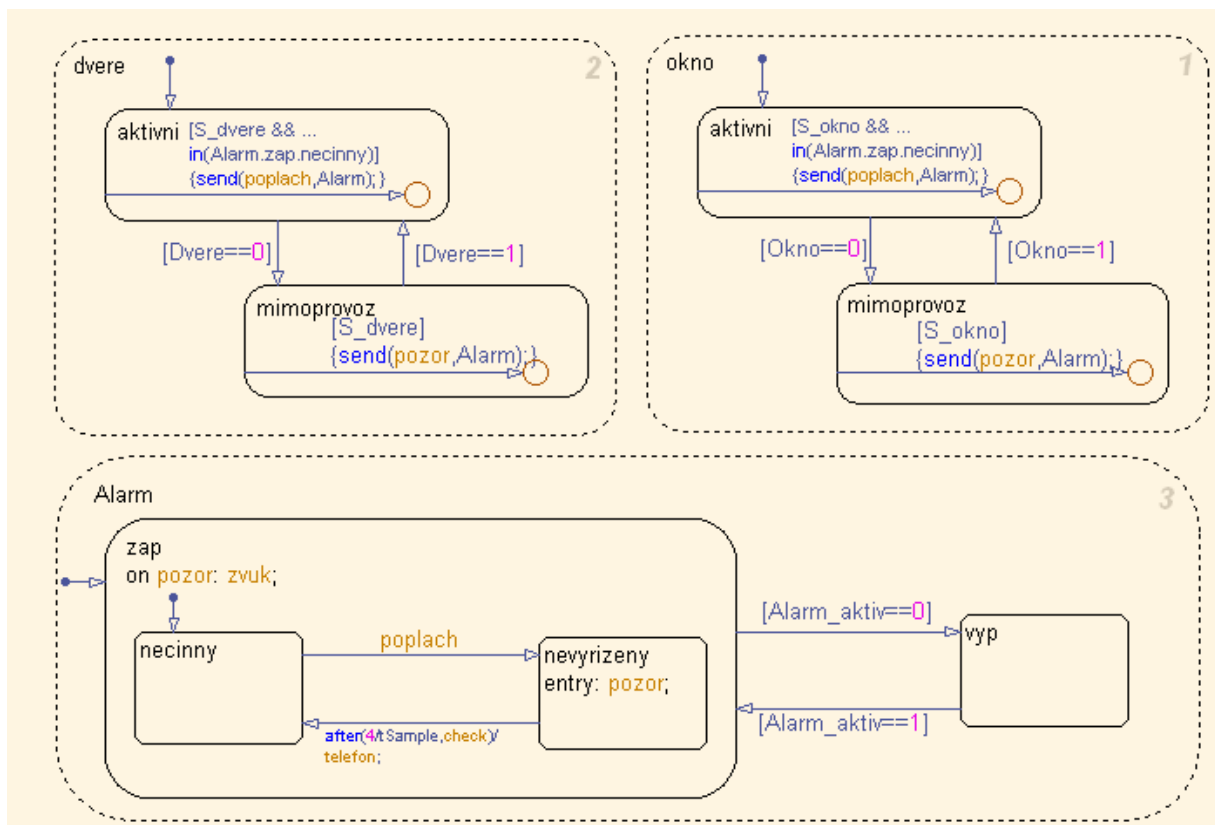 dvere
2
aktivni
[S_dvere && ...
in(Alarm.zap.necinny)]
{send(poplach,Alarm);}
[Dvere==0]
[Dvere==1]
mimoprovoz
[S_dvere]
{send(pozor,Alarm);}
okno
1
aktivni
[S_okno && ...
in(Alarm.zap.necinny)]
{send(poplach,Alarm);}
[Okno==0]
[Okno==1]
mimoprovoz
[S_okno]
{send(pozor,Alarm);}
Alarm
3
zap
on pozor: zvuk;
necinny
poplach
nevyrizeny
entry: pozor;
after(4/tSample,check)/
telefon;
[Alarm_aktiv==0]
vyp
[Alarm_aktiv==1]